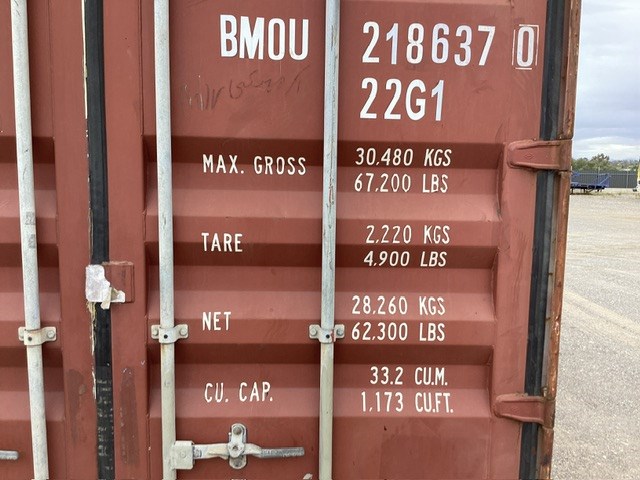 BMOU 218637 0
22G1
MAX. GROSS 30,480 KGS
67,200 LBS
TARE 2,220 KGS
4,900 LBS
NET 28,260 KGS
62,300 LBS
CU. CAP. 33.2 CU.M.
1,173 CU.FT.